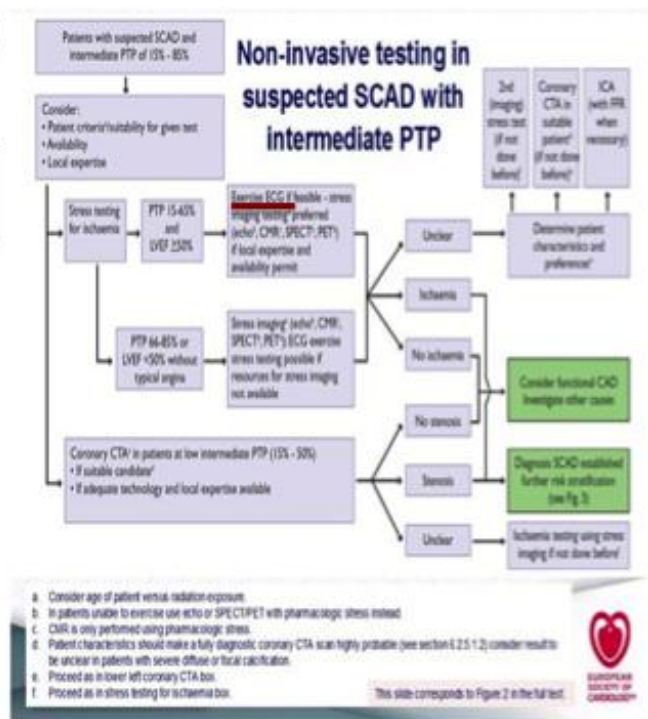 Non-invasive testing in
suspected SCAD with
intermediate PTP
Patients with suspected SCAD and
intermediate PTP of 15% - 85%
Consider:
• Patient criteria/suitability for given test
• Availability
• Local expertise
Stress testing
for ischaemia
PTP 15-65%
and
LVEF ≥50%
Exercise ECG if feasible - stress
imaging testing preferred
(echo, CMR, SPECT, PET)
if local expertise and
availability permit
PTP 66-85% or
LVEF <50% without
typical angina
Stress imaging (echo, CMR,
SPECT, PET) ECG exercise
stress testing possible if
resources for stress imaging
not available
Coronary CTA in patients at low intermediate PTP (15% - 50%)
• If suitable candidate
• If adequate technology and local expertise available
Unclear
Ischaemia
No ischaemia
No stenosis
Stenosis
Unclear
2nd
(imaging)
stress test
(if not
done
before)
Coronary
CTA in
suitable
patient
(if not done
before)
ICA
(with FFR
when
necessary)
Determine patient
characteristics and
preferences
Consider functional CAD
Investigate other causes
Diagnosis SCAD established
further risk stratification
(see Fig. 3)
Ischaemia testing using stress
imaging if not done before
a. Consider age of patient versus radiation exposure.
b. In patients unable to exercise use echo or SPECT/PET with pharmacologic stress instead.
c. CMR is only performed using pharmacologic stress.
d. Patient characteristics should make a fully diagnostic coronary CTA scan highly probable (see section 6.2.5.1.2) consider result to
be unclear in patients with severe diffuse or focal calcification.
e. Proceed as in lower left coronary CTA box.
f. Proceed as in stress testing for ischaemia box.
This slide corresponds to Figure 2 in the full text.
EUROPEAN
SOCIETY OF
CARDIOLOGY